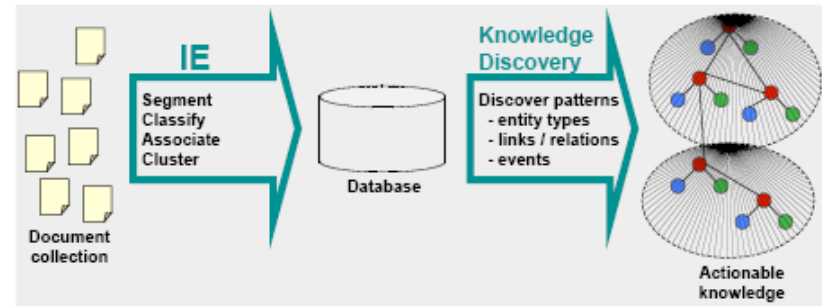 IE
Segment
Classify
Associate
Cluster
Document
collection
Database
Knowledge
Discovery
Discover patterns
- entity types
- links / relations
- events
Actionable
knowledge